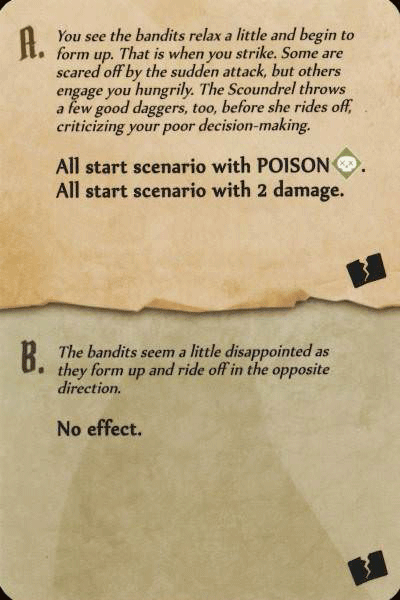 A. You see the bandits relax a little and begin to
form up. That is when you strike. Some are
scared off by the sudden attack, but others
engage you hungrily. The Scoundrel throws
a few good daggers, too, before she rides off,
criticizing your poor decision-making.
All start scenario with POISON.
All start scenario with 2 damage.
B. The bandits seem a little disappointed as
they form up and ride off in the opposite
direction.
No effect.